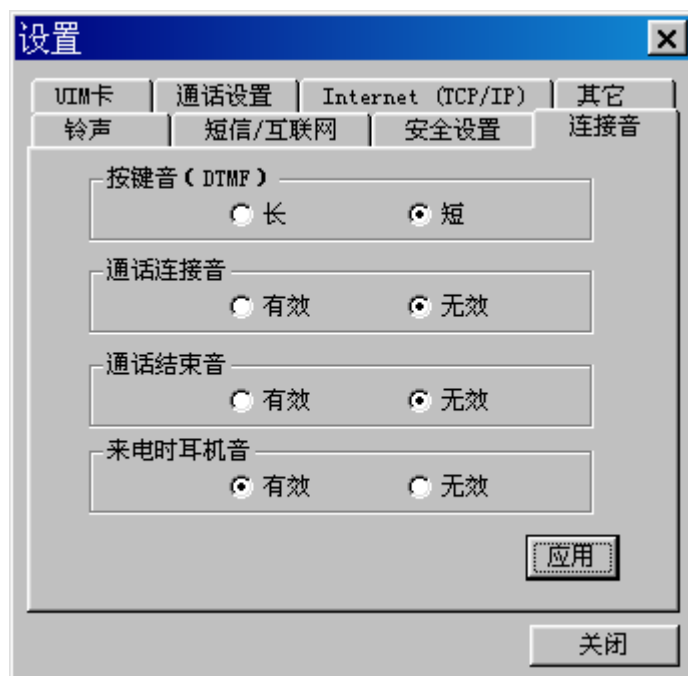 设置
UIM卡 通话设置 Internet (TCP/IP) 其它
铃声 短信/互联网 安全设置 连接音
按键音(DTMF)
长 短
通话连接音
有效 无效
通话结束音
有效 无效
来电时耳机音
有效 无效
应用
关闭